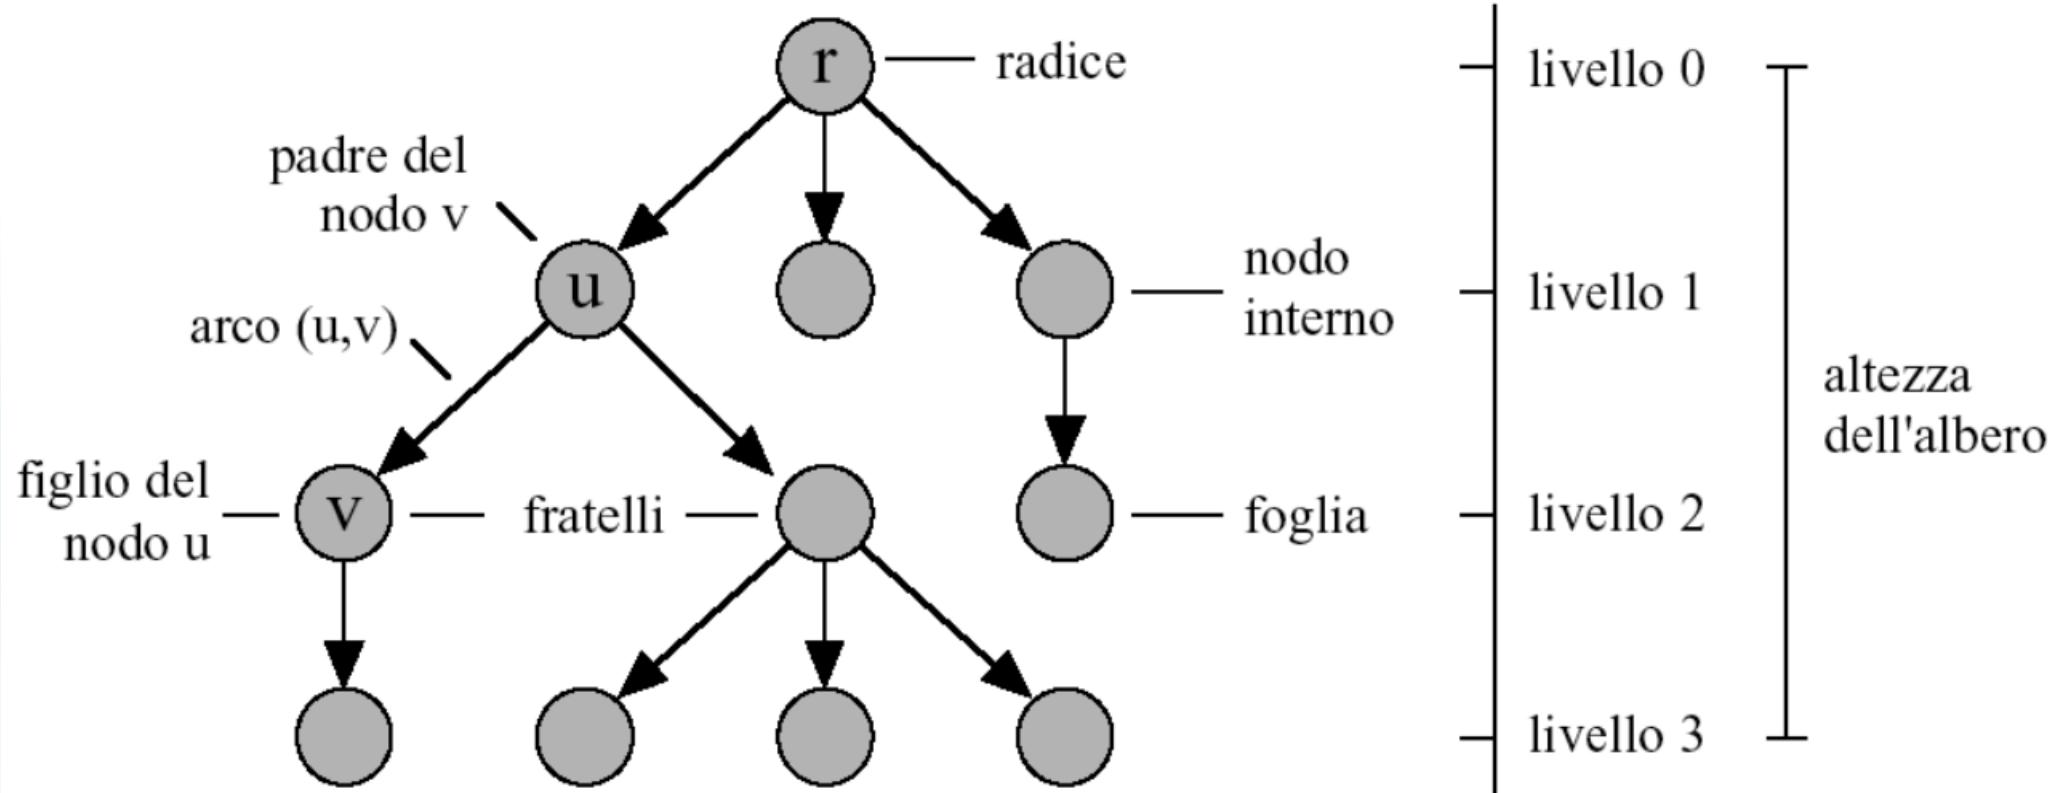 r
radice
livello 0
padre del
nodo v
u
nodo
interno
livello 1
arco (u,v)
altezza
dell'albero
figlio del
nodo u
v
fratelli
foglia
livello 2
livello 3